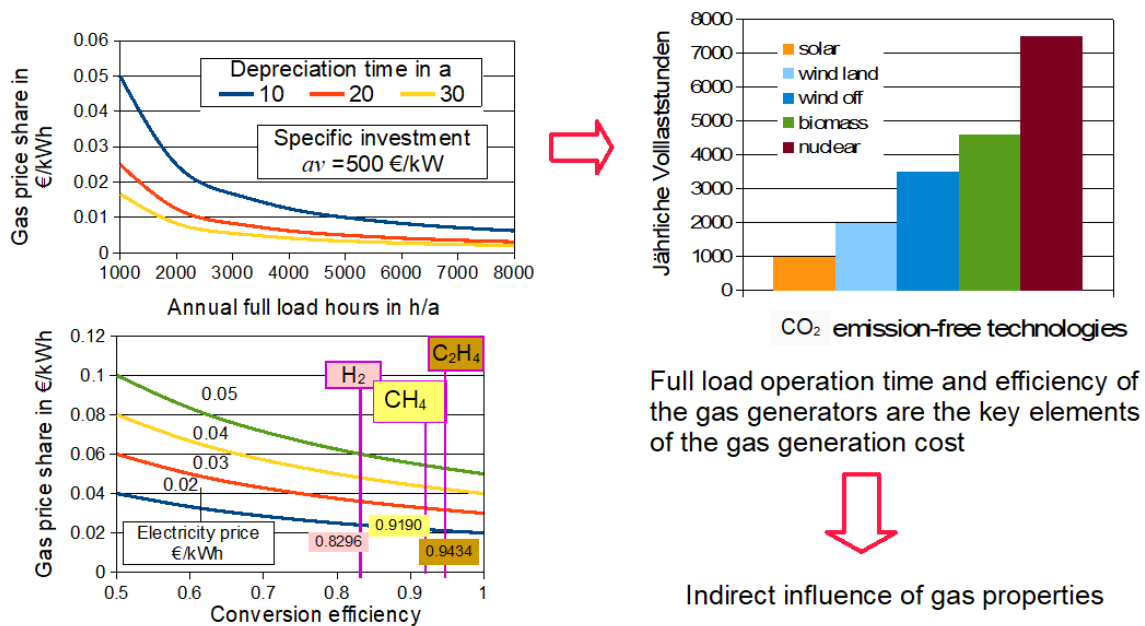 Gas price share in
€/kWh
0.06
0.05
0.04
0.03
0.02
0.01
0
Depreciation time in a
10 20 30
Specific investment
av =500 €/kW
1000 2000 3000 4000 5000 6000 7000 8000
Annual full load hours in h/a
Jährliche Volllaststunden
8000
7000
6000
5000
4000
3000
2000
1000
0
solar
wind land
wind off
biomass
nuclear
CO₂ emission-free technologies
Gas price share in €/kWh
0.12
0.1
0.08
0.06
0.04
0.02
0
0.05
0.04
0.03
0.02
Electricity price
€/kWh
H₂
CH₄
C₂H₄
0.8296
0.9190
0.9434
0.5 0.6 0.7 0.8 0.9 1
Conversion efficiency
Full load operation time and efficiency of
the gas generators are the key elements
of the gas generation cost
Indirect influence of gas properties